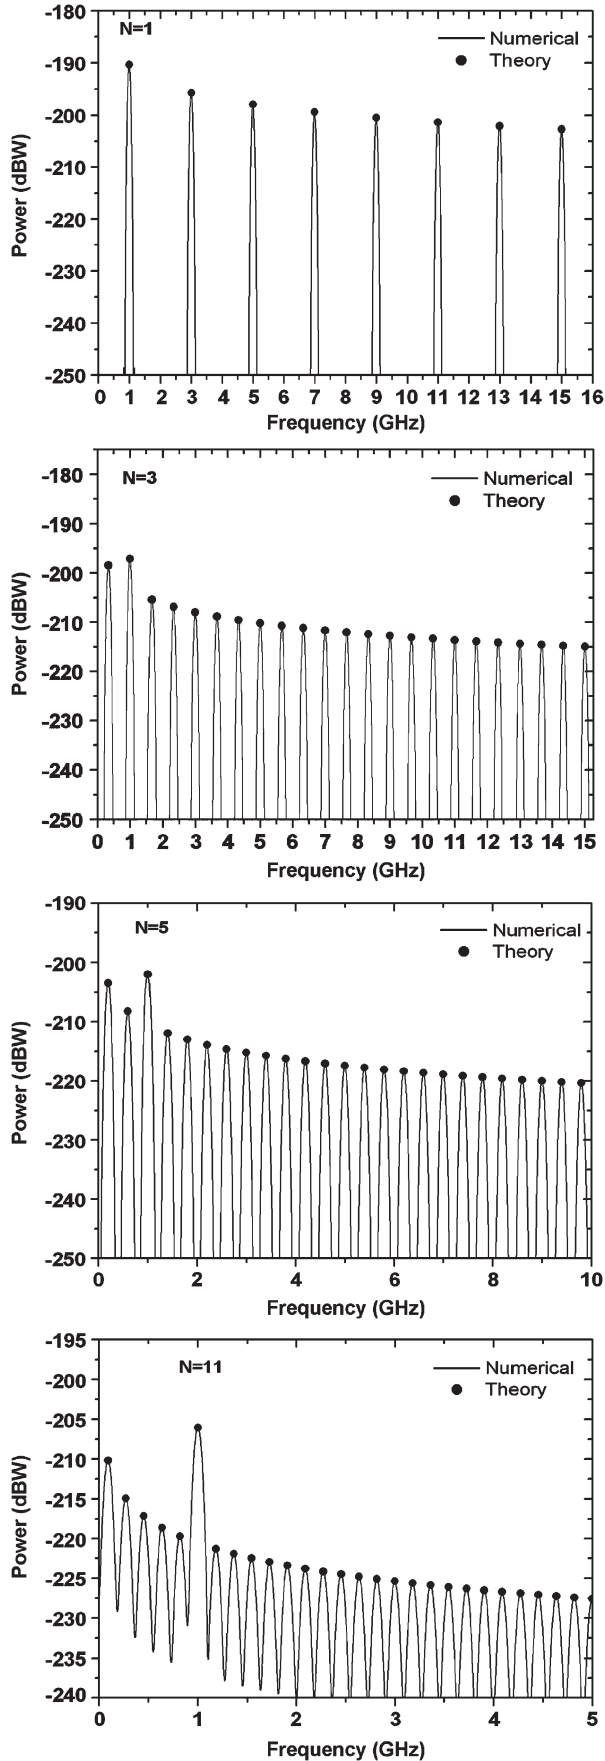 -180
N=1
Numerical
Theory
-190
-200
-210
-220
-230
-240
-250
Power (dBW)
0 1 2 3 4 5 6 7 8 9 10 11 12 13 14 15 16
Frequency (GHz)
N=3
Numerical
Theory
-180
-190
-200
-210
-220
-230
-240
-250
Power (dBW)
0 1 2 3 4 5 6 7 8 9 10 11 12 13 14 15
Frequency (GHz)
-190
N=5
Numerical
Theory
-200
-210
-220
-230
-240
-250
Power (dBW)
0 2 4 6 8 10
Frequency (GHz)
-195
N=11
Numerical
Theory
-200
-205
-210
-215
-220
-225
-230
-235
-240
Power (dBW)
0 1 2 3 4 5
Frequency (GHz)